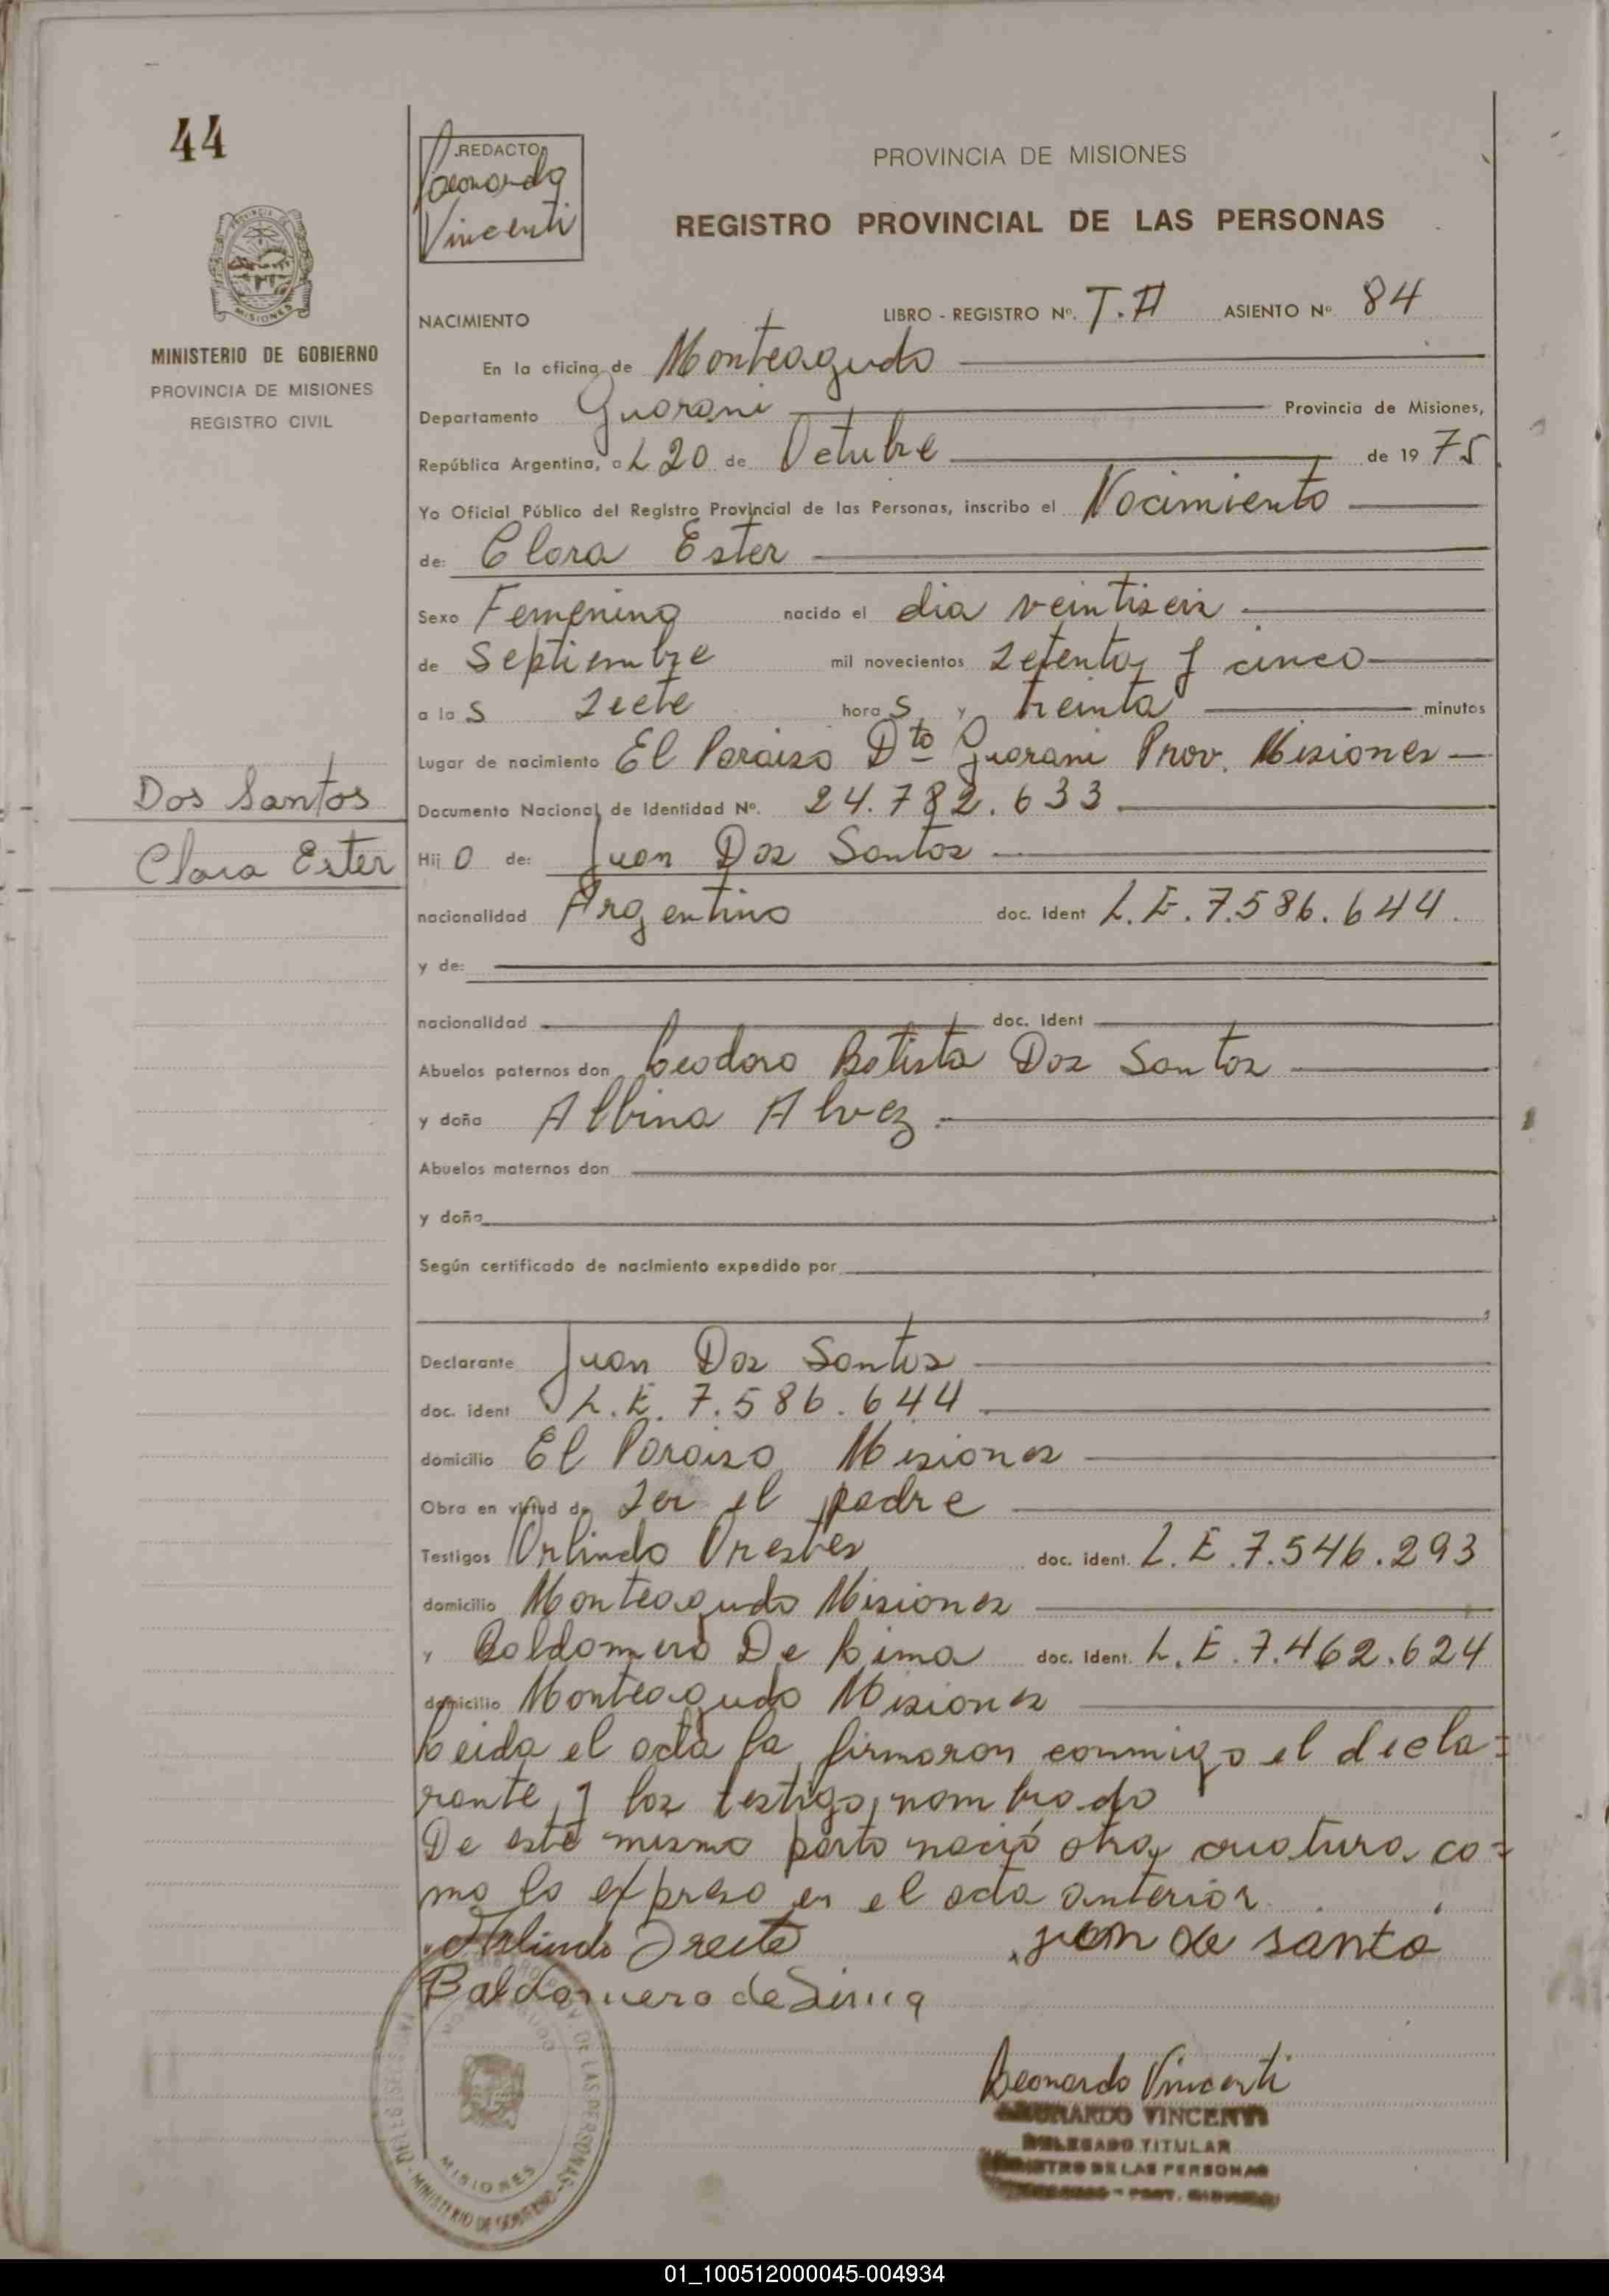 44
REDACTO
Leonardo
Vincenti
PROVINCIA DE MISIONES
REGISTRO PROVINCIAL DE LAS PERSONAS
MINISTERIO DE GOBIERNO
PROVINCIA DE MISIONES
REGISTRO CIVIL
NACIMIENTO LIBRO - REGISTRO Nº. T.A ASIENTO Nº 84
En la oficina de Monteagudo
Departamento Guarani Provincia de Misiones,
República Argentina, a L 20 de Octubre de 1975
Yo Oficial Público del Registro Provincial de las Personas, inscribo el Nacimiento
de: Clara Ester
Sexo Femenino nacido el dia veintiseis
de Septiembre mil novecientos setenta y cinco
a las siete horas y treinta minutos
Lugar de nacimiento El Paraiso Dto Guarani Prov. Misiones
Dos Santos
Clara Ester
Documento Nacional de Identidad Nº. 24.782.633
Hijo de: Juan Dos Santos
nacionalidad Argentino doc. Ident L.E. 7.586.644.
y de:
nacionalidad doc. Ident
Abuelos paternos don Leodoro Batista Dos Santos
y doña Albina Alvez.
Abuelos maternos don
y doña
Según certificado de nacimiento expedido por
Declarante Juan Dos Santos
doc. ident L.E. 7.586.644
domicilio El Paraiso Misiones
Obra en virtud de ser el padre
Testigos Orlindo Orestes doc. ident. L.E. 7.546.293
domicilio Monteagudo Misiones
y Baldomero De Lima doc. Ident. L.E. 7.462.624
domicilio Monteagudo Misiones
Leida el acta la firmaron conmigo el decla=
rante y los testigo, nombrado
De este mismo parto nació otra criatura co=
mo lo expreso en el acta anterior.
Orlindo Oreste juan de santo
Baldomero de Lima
Leonardo Vincenti
LEONARDO VINCENTI
DELEGADO TITULAR
REGISTRO DE LAS PERSONAS
MISIONES
MINISTERIO DE GOBIERNO
01_100512000045-004934